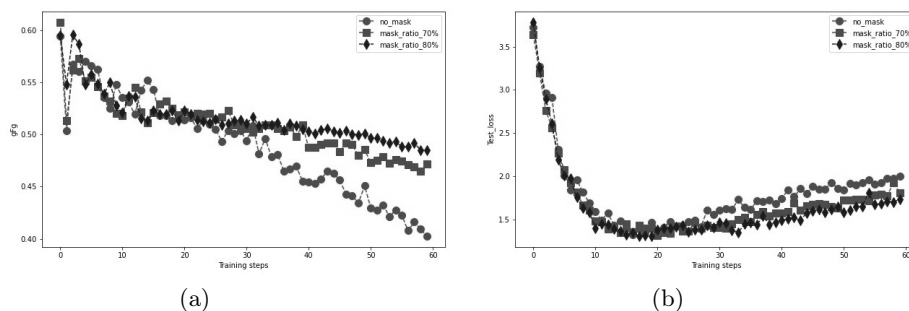 0.60
0.55
0.50
0.45
0.40
gFg
0 10 20 30 40 50 60
Training steps
no_mask
mask_ratio_70%
mask_ratio_80%
(a)
3.5
3.0
2.5
2.0
1.5
Test_loss
0 10 20 30 40 50 60
Training steps
no_mask
mask_ratio_70%
mask_ratio_80%
(b)